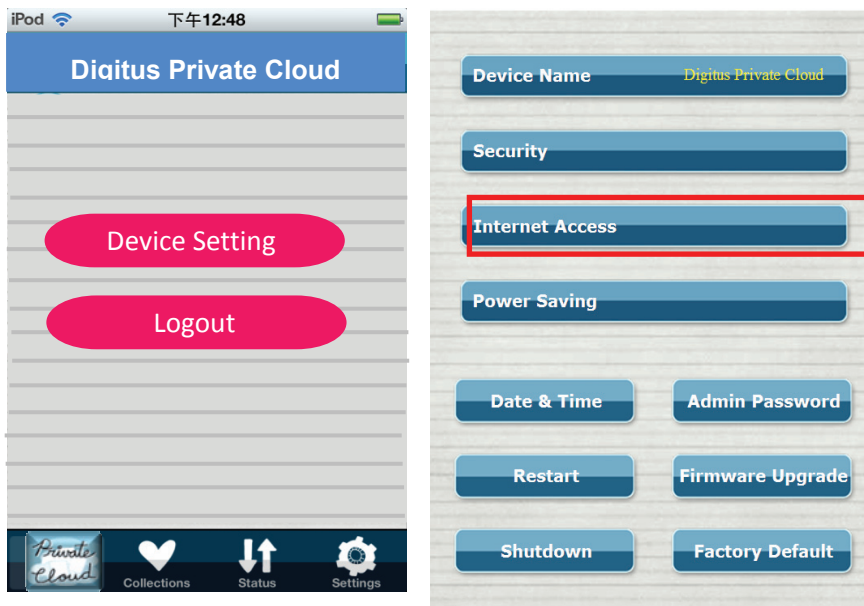 iPod 下午12:48
Digitus Private Cloud
Device Setting
Logout
Private
Cloud
Collections
Status
Settings
Device Name Digitus Private Cloud
Security
Internet Access
Power Saving
Date & Time Admin Password
Restart Firmware Upgrade
Shutdown Factory Default